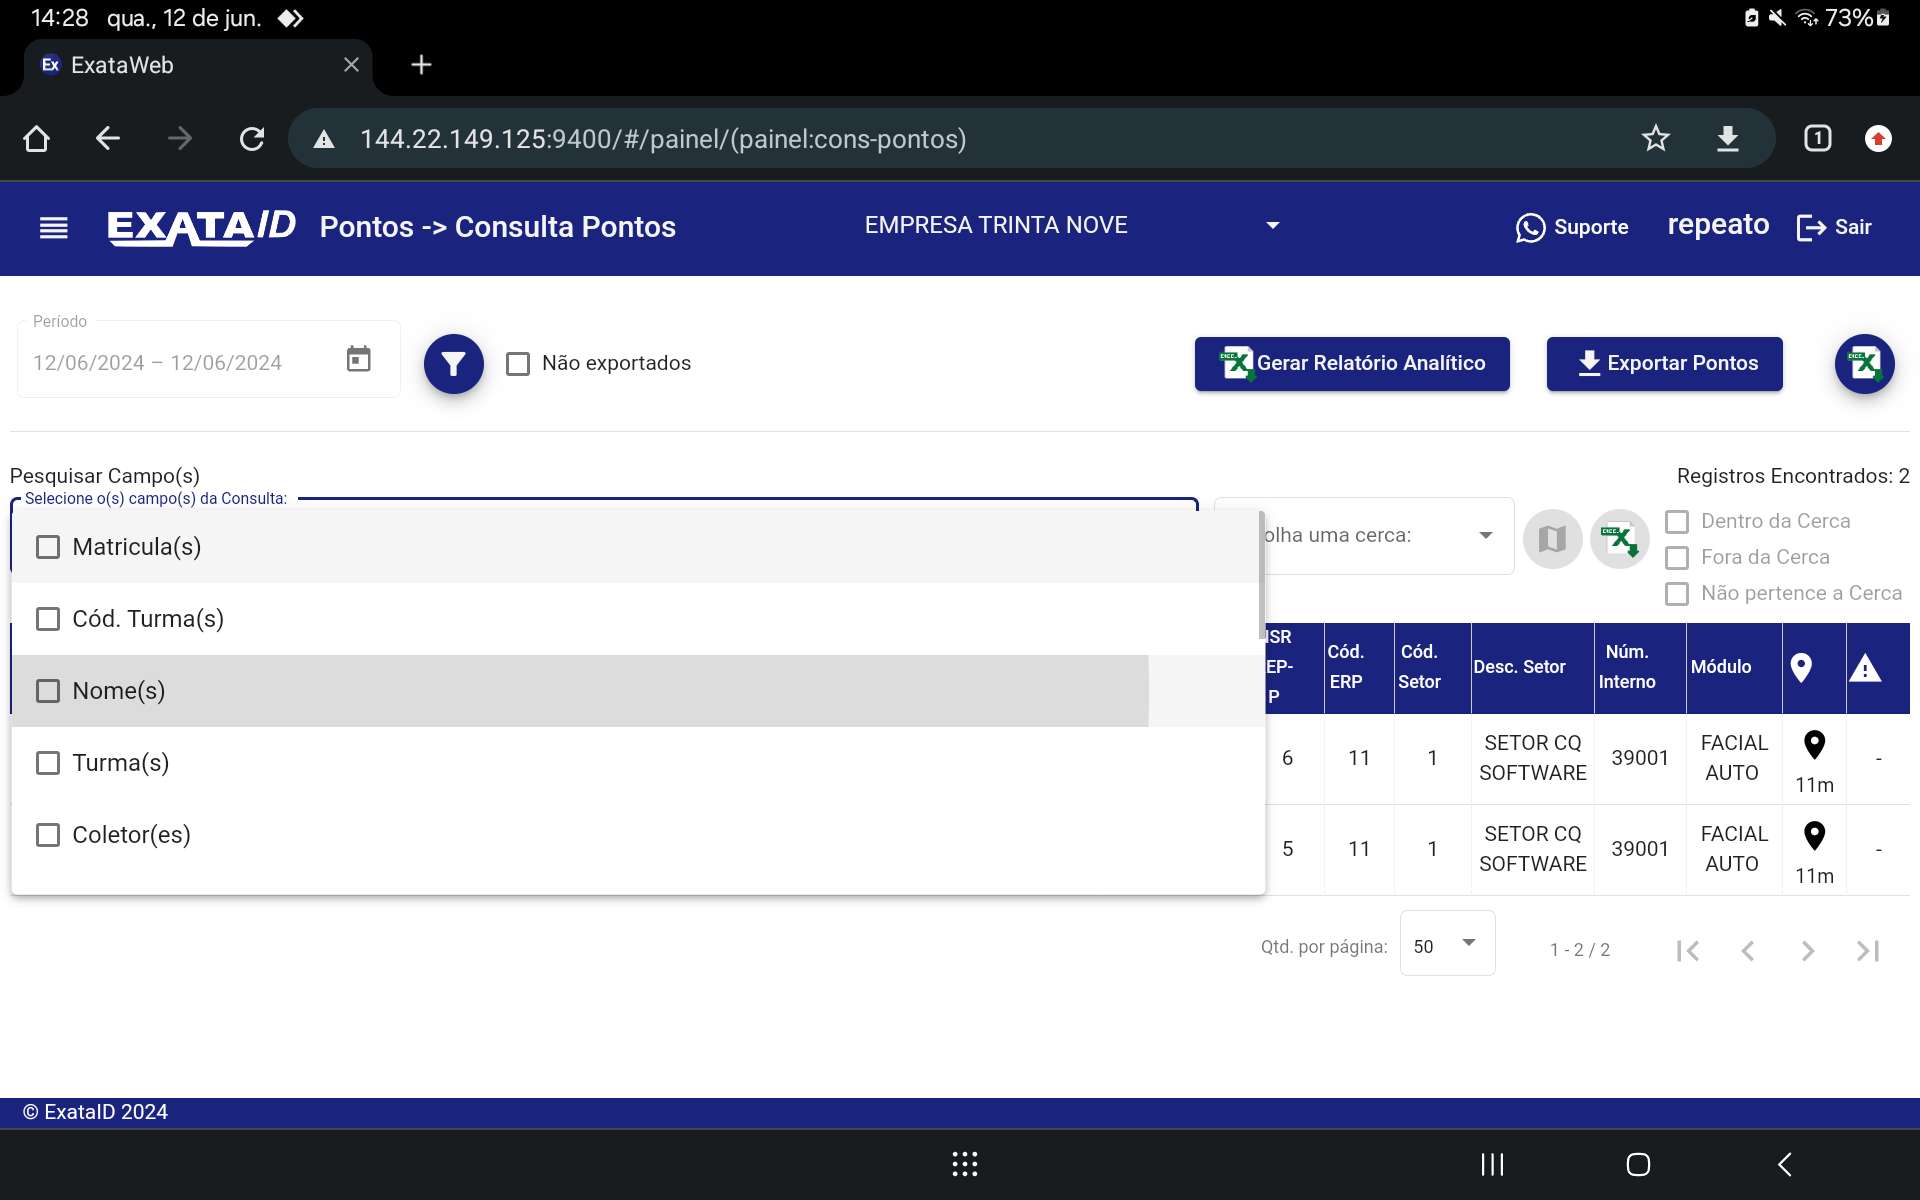 14:28 qua., 12 de jun.
73%
Ex ExataWeb
144.22.149.125:9400/#/painel/(painel:cons-pontos)
1
EXATA ID
Pontos -> Consulta Pontos
EMPRESA TRINTA NOVE
Suporte
repeato
Sair
Período
12/06/2024 – 12/06/2024
Não exportados
Gerar Relatório Analítico
Exportar Pontos
Pesquisar Campo(s)
Registros Encontrados: 2
Selecione o(s) campo(s) da Consulta:
olha uma cerca:
Dentro da Cerca
Fora da Cerca
Não pertence a Cerca
Matricula(s)
Cód. Turma(s)
Nome(s)
Turma(s)
Coletor(es)
SR
EP-
P
Cód.
ERP
Cód.
Setor
Desc. Setor
Núm.
Interno
Módulo
6 11 1 SETOR CQ SOFTWARE 39001 FACIAL AUTO 11m -
5 11 1 SETOR CQ SOFTWARE 39001 FACIAL AUTO 11m -
Qtd. por página: 50 1 - 2 / 2
© ExataID 2024